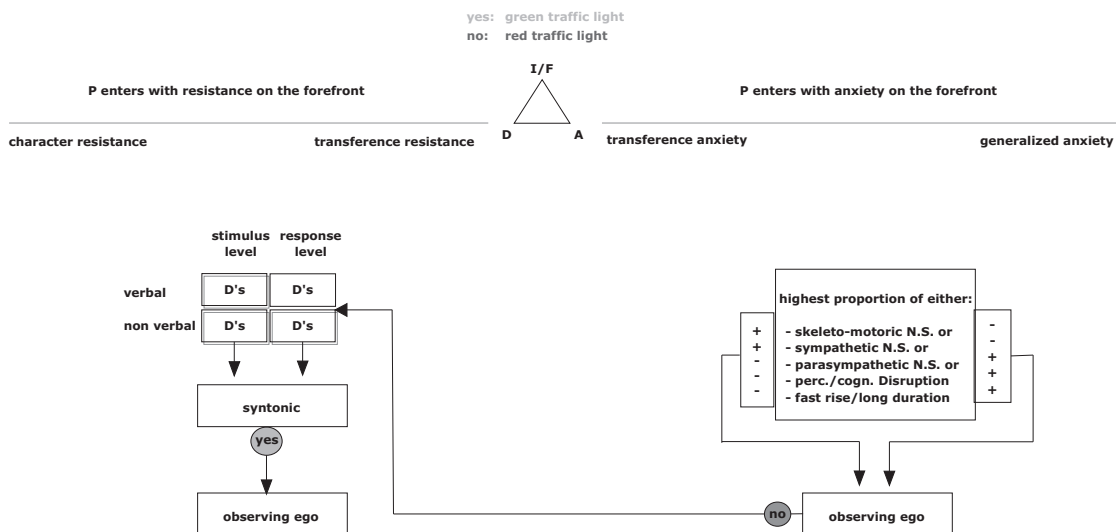 yes: green traffic light
no: red traffic light
I/F
P enters with resistance on the forefront
P enters with anxiety on the forefront
D
A
character resistance
transference resistance
transference anxiety
generalized anxiety
stimulus level
response level
verbal
D's
D's
non verbal
D's
D's
syntonic
yes
observing ego
highest proportion of either:
+ - skeleto-motoric N.S. or -
+ - sympathetic N.S. or -
- - parasympathetic N.S. or +
- - perc./cogn. Disruption +
- - fast rise/long duration +
no
observing ego